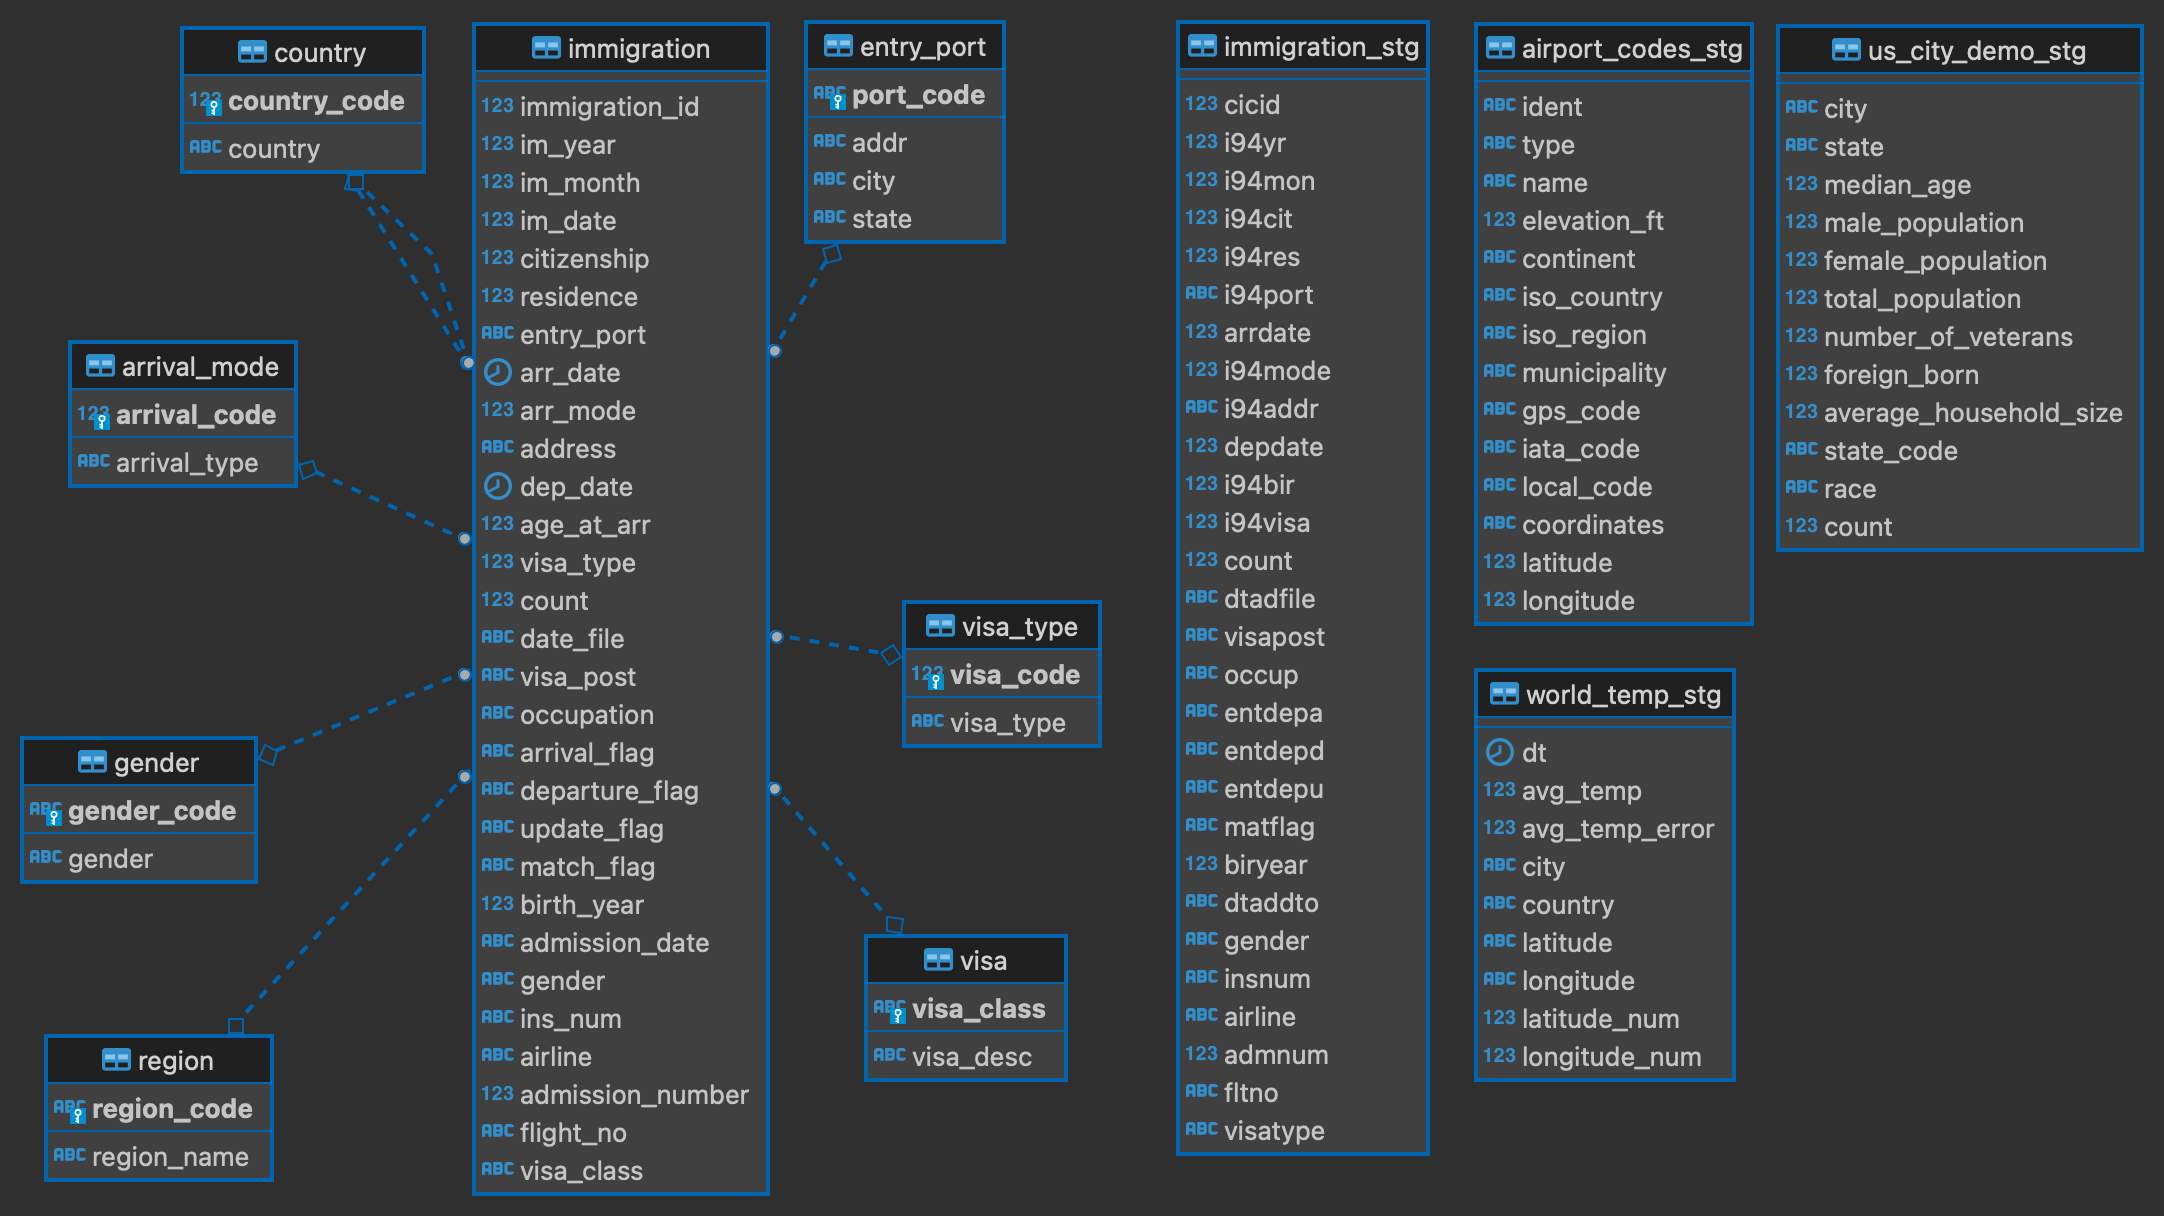 country
123 country_code
ABC country
immigration
123 immigration_id
123 im_year
123 im_month
123 im_date
123 citizenship
123 residence
ABC entry_port
arr_date
123 arr_mode
ABC address
dep_date
123 age_at_arr
123 visa_type
123 count
ABC date_file
ABC visa_post
ABC occupation
ABC arrival_flag
ABC departure_flag
ABC update_flag
ABC match_flag
123 birth_year
ABC admission_date
ABC gender
ABC ins_num
ABC airline
123 admission_number
ABC flight_no
ABC visa_class
entry_port
ABC port_code
ABC addr
ABC city
ABC state
arrival_mode
123 arrival_code
ABC arrival_type
gender
ABC gender_code
ABC gender
region
ABC region_code
ABC region_name
visa_type
123 visa_code
ABC visa_type
visa
ABC visa_class
ABC visa_desc
immigration_stg
123 cicid
123 i94yr
123 i94mon
123 i94cit
123 i94res
ABC i94port
123 arrdate
123 i94mode
ABC i94addr
123 depdate
123 i94bir
123 i94visa
123 count
ABC dtadfile
ABC visapost
ABC occup
ABC entdepa
ABC entdepd
ABC entdepu
ABC matflag
123 biryear
ABC dtaddto
ABC gender
ABC insnum
ABC airline
123 admnum
ABC fltno
ABC visatype
airport_codes_stg
ABC ident
ABC type
ABC name
123 elevation_ft
ABC continent
ABC iso_country
ABC iso_region
ABC municipality
ABC gps_code
ABC iata_code
ABC local_code
ABC coordinates
123 latitude
123 longitude
world_temp_stg
dt
123 avg_temp
123 avg_temp_error
ABC city
ABC country
ABC latitude
ABC longitude
123 latitude_num
123 longitude_num
us_city_demo_stg
ABC city
ABC state
123 median_age
123 male_population
123 female_population
123 total_population
123 number_of_veterans
123 foreign_born
123 average_household_size
ABC state_code
ABC race
123 count